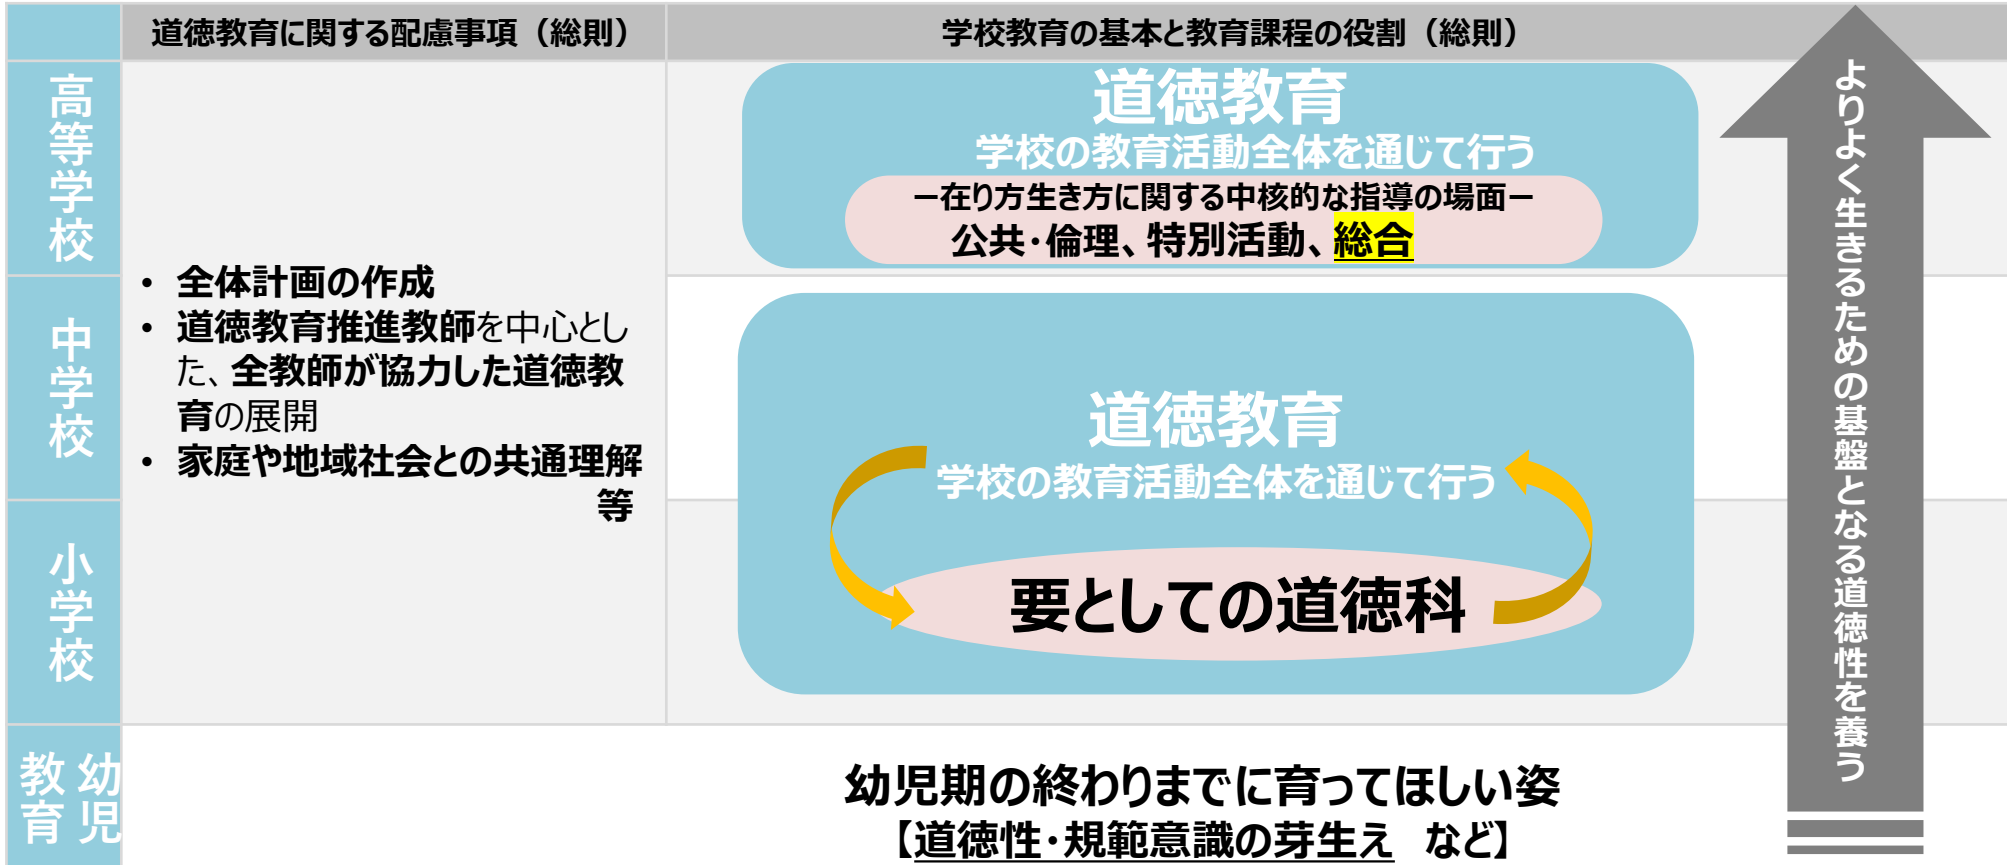 道徳教育に関する配慮事項（総則）
学校教育の基本と教育課程の役割（総則）
高等学校
道徳教育
学校の教育活動全体を通じて行う
ー在り方生き方に関する中核的な指導の場面ー
公共・倫理、特別活動、総合
• 全体計画の作成
• 道徳教育推進教師を中心とし
た、全教師が協力した道徳教
育の展開
• 家庭や地域社会との共通理解
等
中学校
道徳教育
学校の教育活動全体を通じて行う
小学校
要としての道徳科
幼児
教育
幼児期の終わりまでに育ってほしい姿
【道徳性・規範意識の芽生え など】
よりよく生きるための基盤となる道徳性を養う